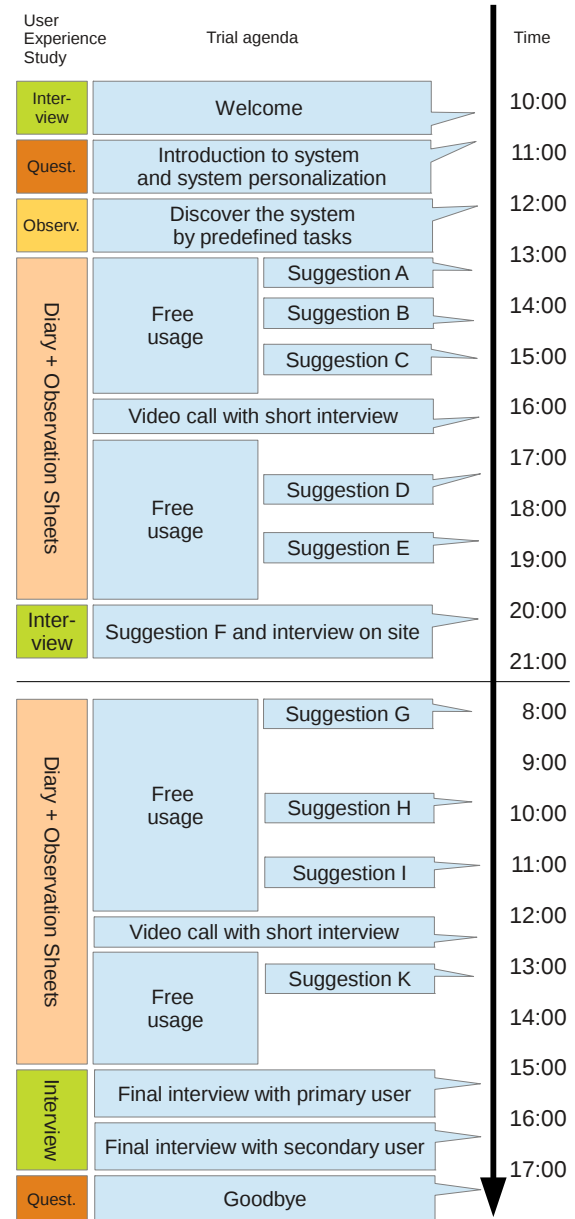 User
Experience
Study
Trial agenda
Time
Inter-
view
Welcome
10:00
Quest.
Introduction to system
and system personalization
11:00
Observ.
Discover the system
by predefined tasks
12:00
13:00
Diary + Observation Sheets
Free
usage
Suggestion A
Suggestion B
14:00
Suggestion C
15:00
Video call with short interview
16:00
17:00
Free
usage
Suggestion D
18:00
Suggestion E
19:00
Inter-
view
Suggestion F and interview on site
20:00
21:00
Diary + Observation Sheets
Free
usage
Suggestion G
8:00
9:00
Suggestion H
10:00
Suggestion I
11:00
Video call with short interview
12:00
Free
usage
Suggestion K
13:00
14:00
15:00
Interview
Final interview with primary user
16:00
Final interview with secondary user
17:00
Quest.
Goodbye